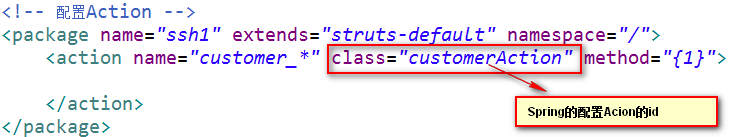 <!-- 配置Action -->
<package name="ssh1" extends="struts-default" namespace="/">
<action name="customer_*" class="customerAction" method="{1}">
</action>
Spring的配置Acion的id
</package>